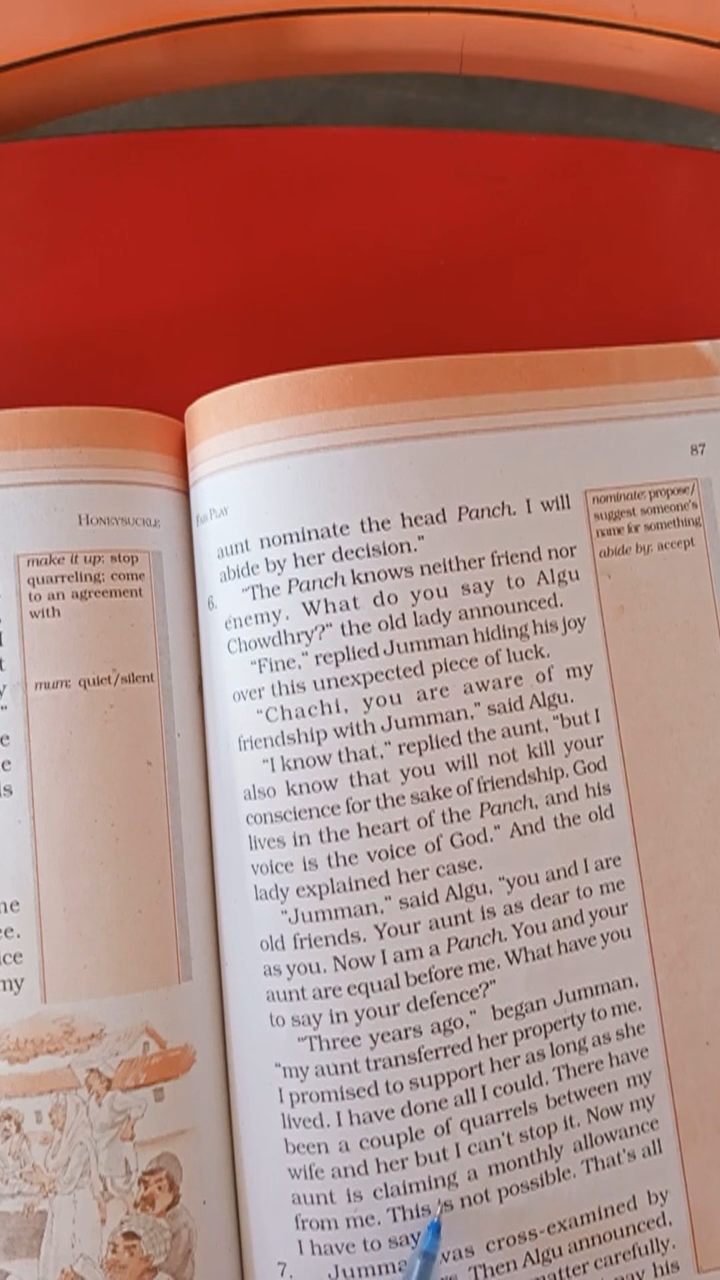 HONEYSUCKLE
make it up: stop
quarreling; come
to an agreement
with
mum: quiet/silent
FAIR PLAY
87
aunt nominate the head Panch. I will
abide by her decision."
6. "The Panch knows neither friend nor
enemy. What do you say to Algu
Chowdhry?" the old lady announced.
"Fine," replied Jumman hiding his joy
over this unexpected piece of luck.
"Chachi, you are aware of my
friendship with Jumman," said Algu.
"I know that," replied the aunt, "but I
also know that you will not kill your
conscience for the sake of friendship. God
lives in the heart of the Panch, and his
voice is the voice of God." And the old
lady explained her case.
"Jumman," said Algu, "you and I are
old friends. Your aunt is as dear to me
as you. Now I am a Panch. You and your
aunt are equal before me. What have you
to say in your defence?"
"Three years ago," began Jumman,
"my aunt transferred her property to me.
I promised to support her as long as she
lived. I have done all I could. There have
been a couple of quarrels between my
wife and her but I can't stop it. Now my
aunt is claiming a monthly allowance
from me. This is not possible. That's all
I have to say
7. Jumma was cross-examined by
Then Algu announced,
carefully.
his
nominate: propose/
suggest someone's
name for something
abide by: accept